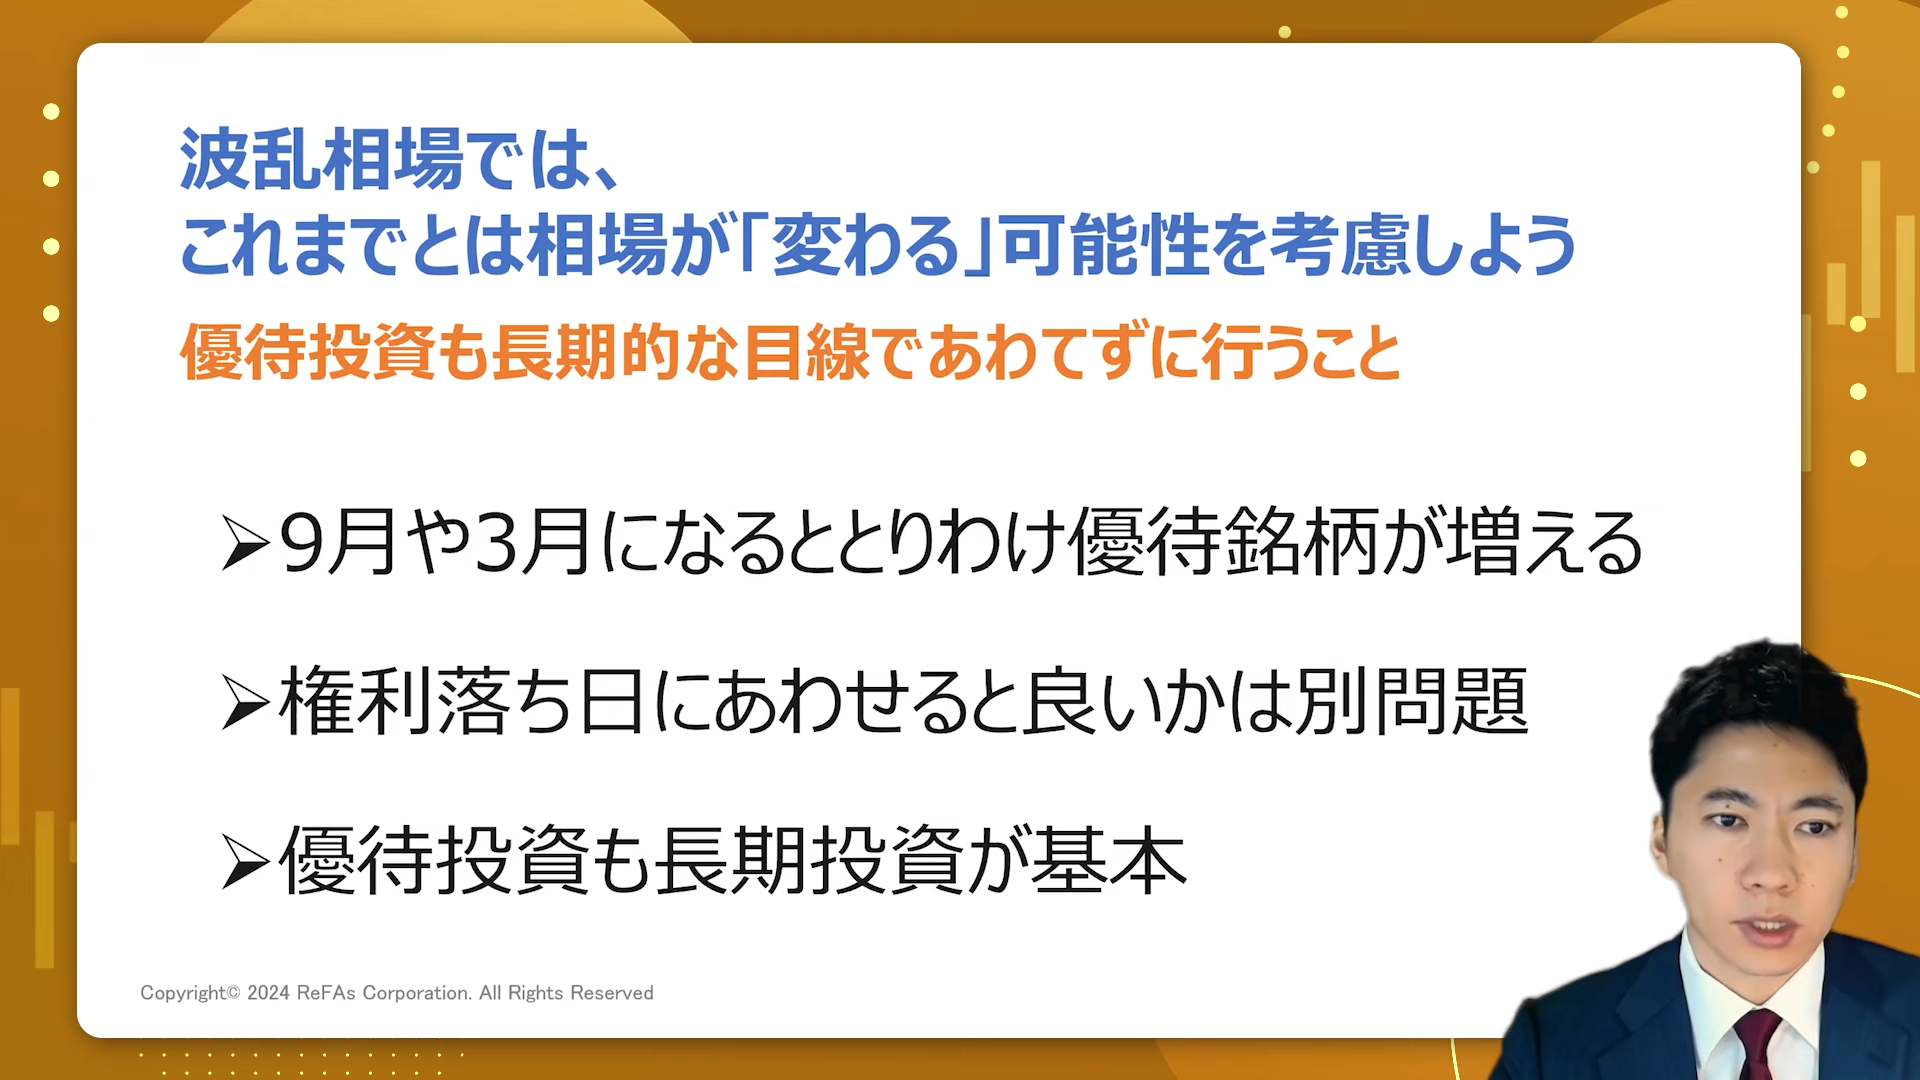 波乱相場では、
これまでとは相場が「変わる」可能性を考慮しよう
優待投資も長期的な目線であわてずに行うこと
➢9月や3月になるととりわけ優待銘柄が増える
➢権利落ち日にあわせると良いかは別問題
➢優待投資も長期投資が基本
Copyright© 2024 ReFAs Corporation. All Rights Reserved